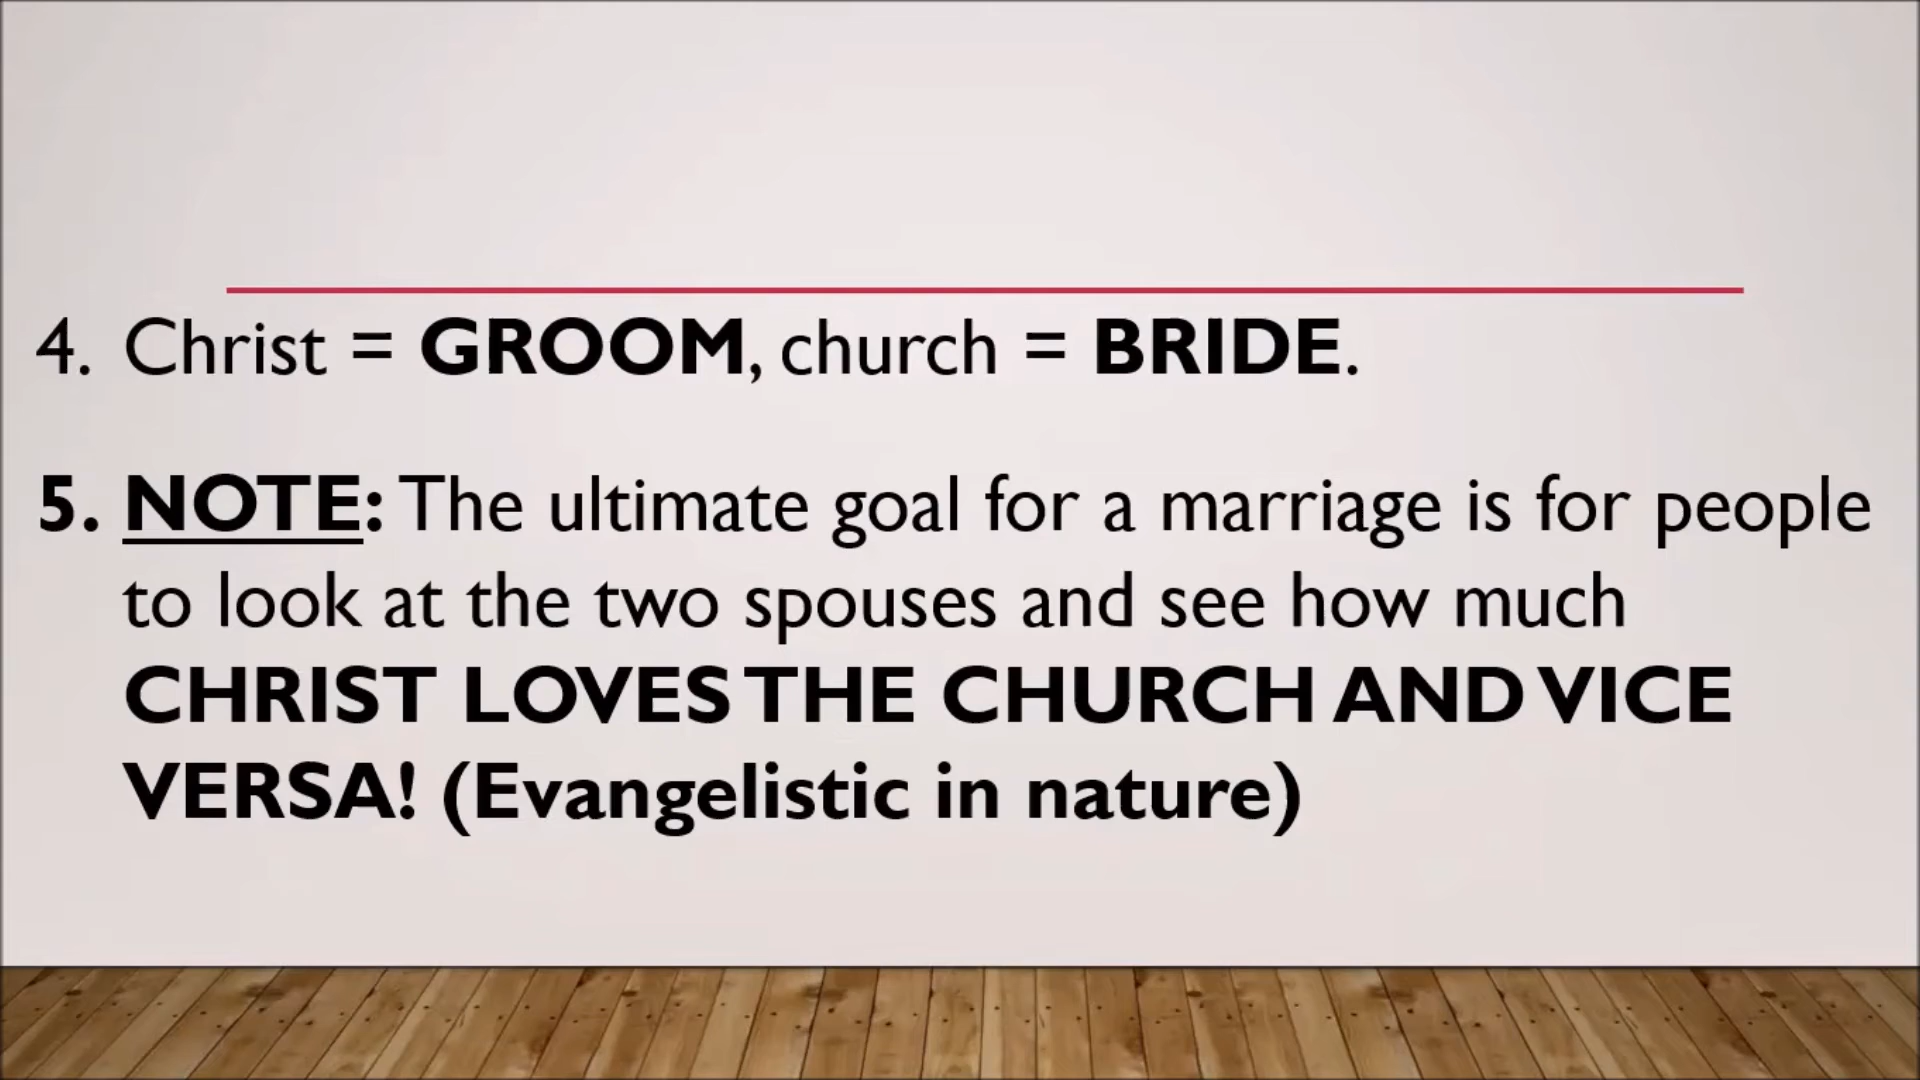 4. Christ = GROOM, church = BRIDE.
5. NOTE: The ultimate goal for a marriage is for people
to look at the two spouses and see how much
CHRIST LOVES THE CHURCH AND VICE
VERSA! (Evangelistic in nature)